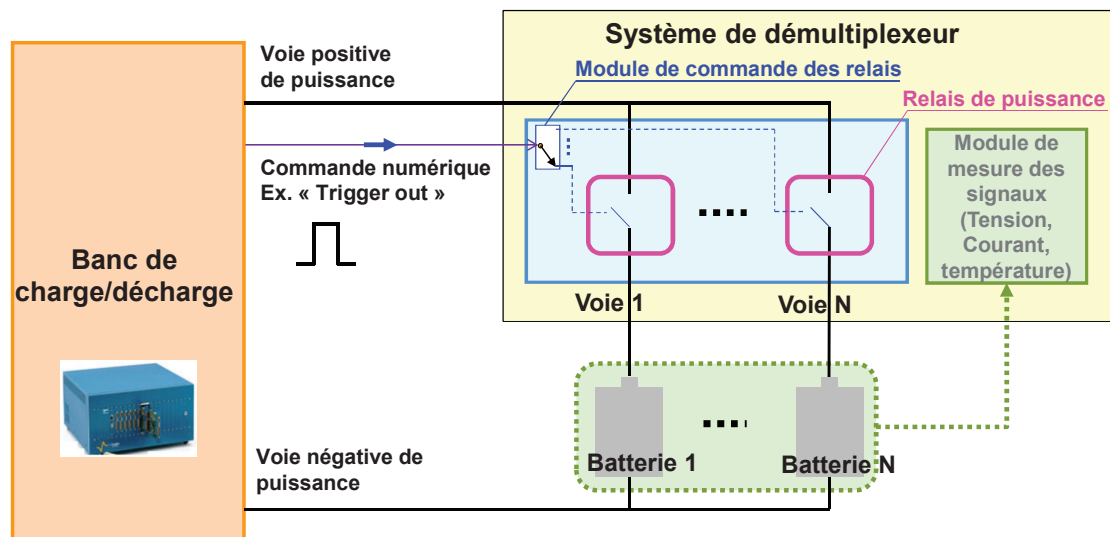 Système de démultiplexeur
Voie positive
de puissance
Module de commande des relais
Relais de puissance
Commande numérique
Ex. « Trigger out »
Module de
mesure des
signaux
(Tension,
Courant,
température)
Banc de
charge/décharge
Voie 1
Voie N
Voie négative de
puissance
Batterie 1
Batterie N